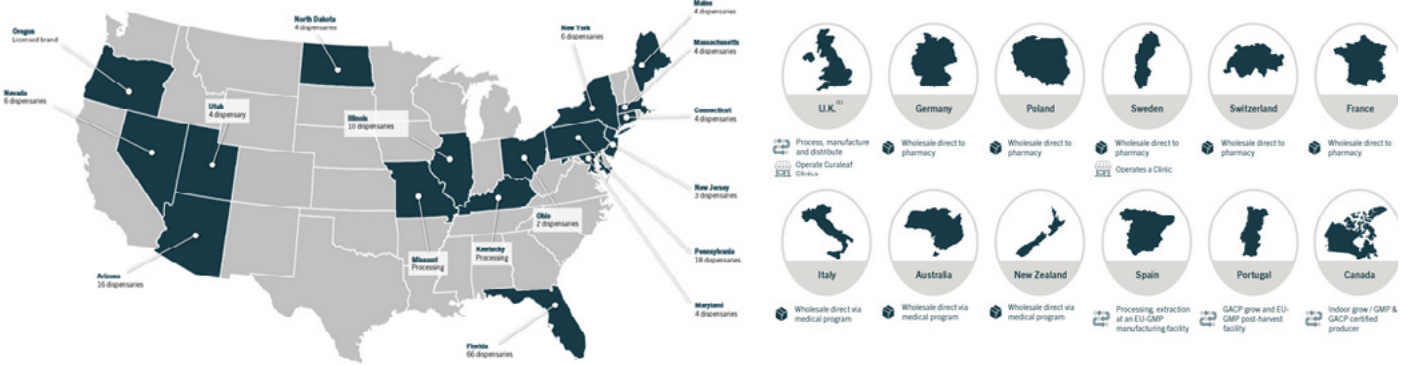 Oregon
Licensed brand
North Dakota
4 dispensaries
New York
6 dispensaries
Maine
4 dispensaries
Massachusetts
4 dispensaries
Nevada
6 dispensaries
Utah
4 dispensary
Illinois
10 dispensaries
Connecticut
4 dispensaries
New Jersey
3 dispensaries
Ohio
2 dispensaries
Missouri
Processing
Kentucky
Processing
Pennsylvania
18 dispensaries
Arizona
16 dispensaries
Maryland
4 dispensaries
Florida
66 dispensaries
U.K. (1)
Germany
Poland
Sweden
Switzerland
France
Process, manufacture
and distribute
Operate Curaleaf
Clinics
Wholesale direct to
pharmacy
Wholesale direct to
pharmacy
Wholesale direct to
pharmacy
Operates a Clinic
Wholesale direct to
pharmacy
Wholesale direct to
pharmacy
Italy
Australia
New Zealand
Spain
Portugal
Canada
Wholesale direct via
medical program
Wholesale direct via
medical program
Wholesale direct via
medical program
Processing, extraction
at an EU-GMP
manufacturing facility
GACP grow and EU-
GMP post-harvest
facility
Indoor grow / GMP &
GACP certified
producer